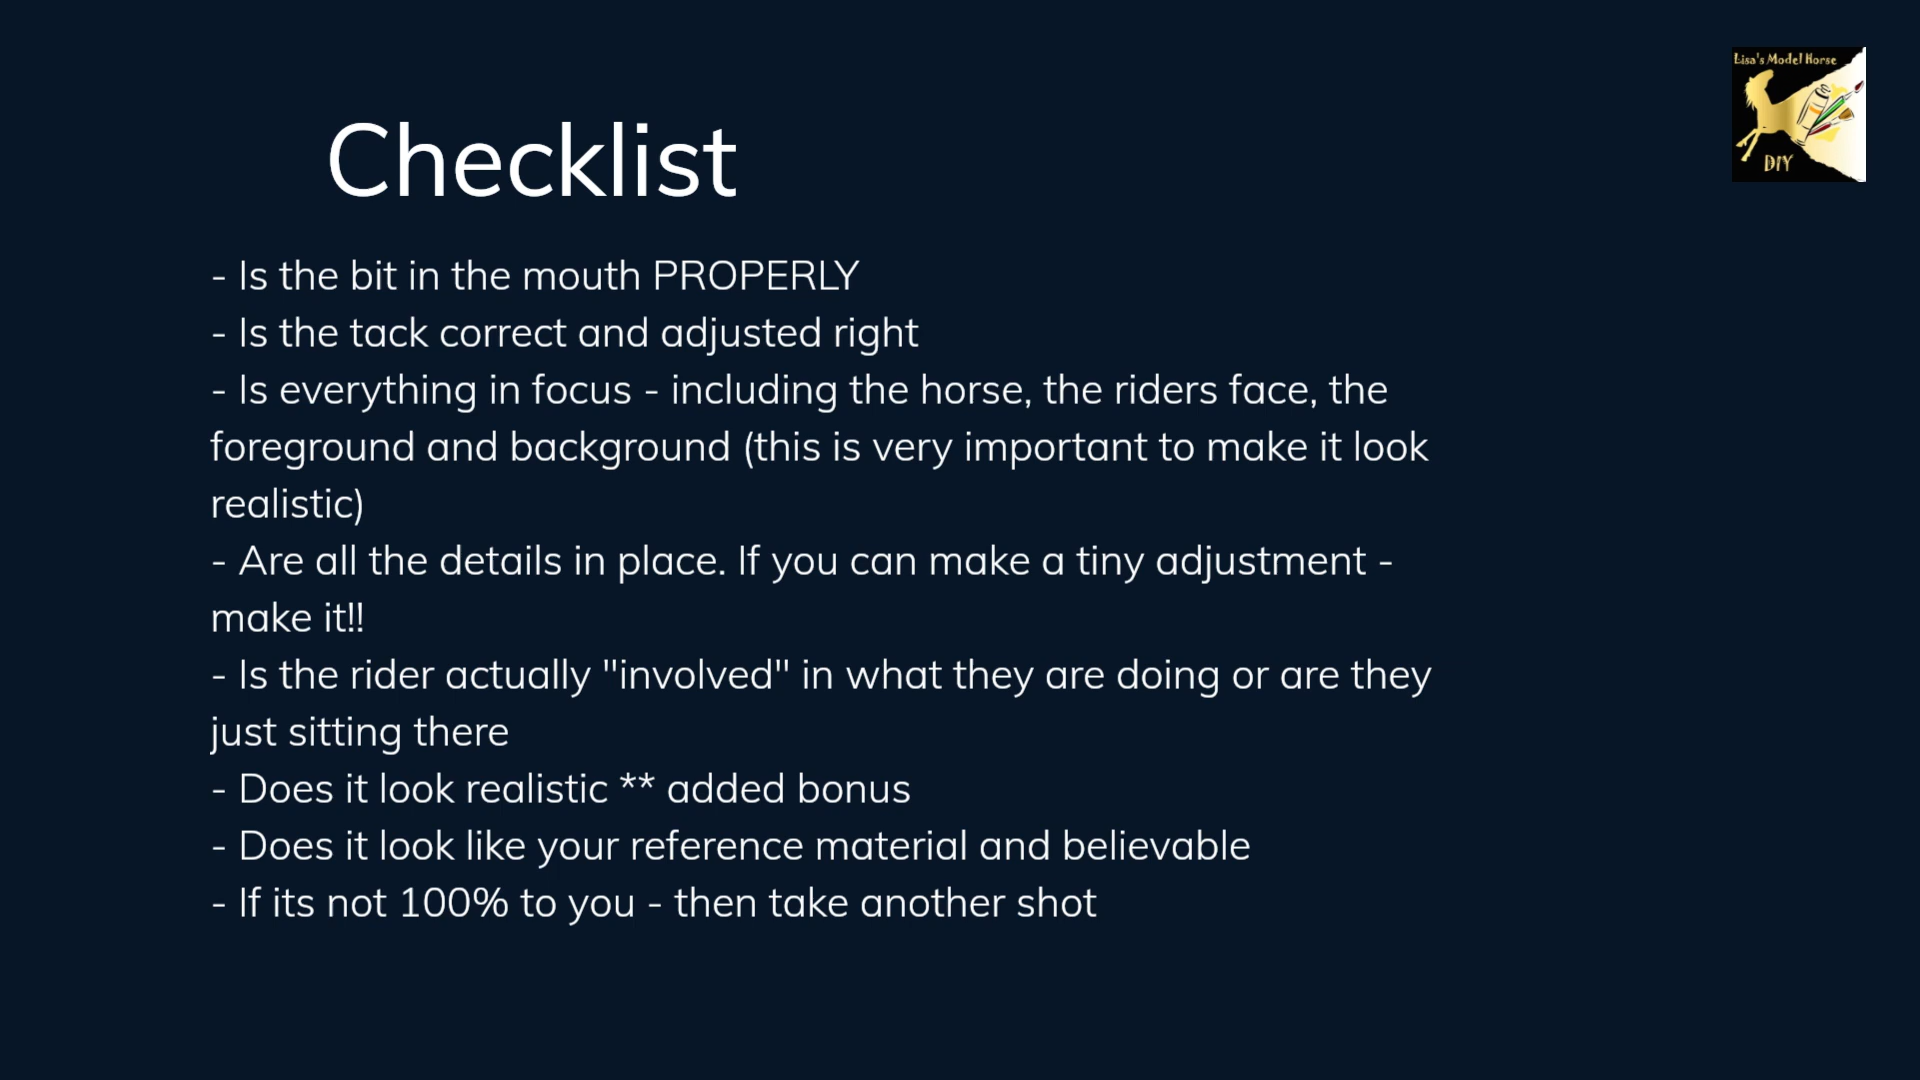 Lisa's Model Horse
DIY
Checklist
- Is the bit in the mouth PROPERLY
- Is the tack correct and adjusted right
- Is everything in focus - including the horse, the riders face, the
foreground and background (this is very important to make it look
realistic)
- Are all the details in place. If you can make a tiny adjustment -
make it!!
- Is the rider actually "involved" in what they are doing or are they
just sitting there
- Does it look realistic ** added bonus
- Does it look like your reference material and believable
- If its not 100% to you - then take another shot